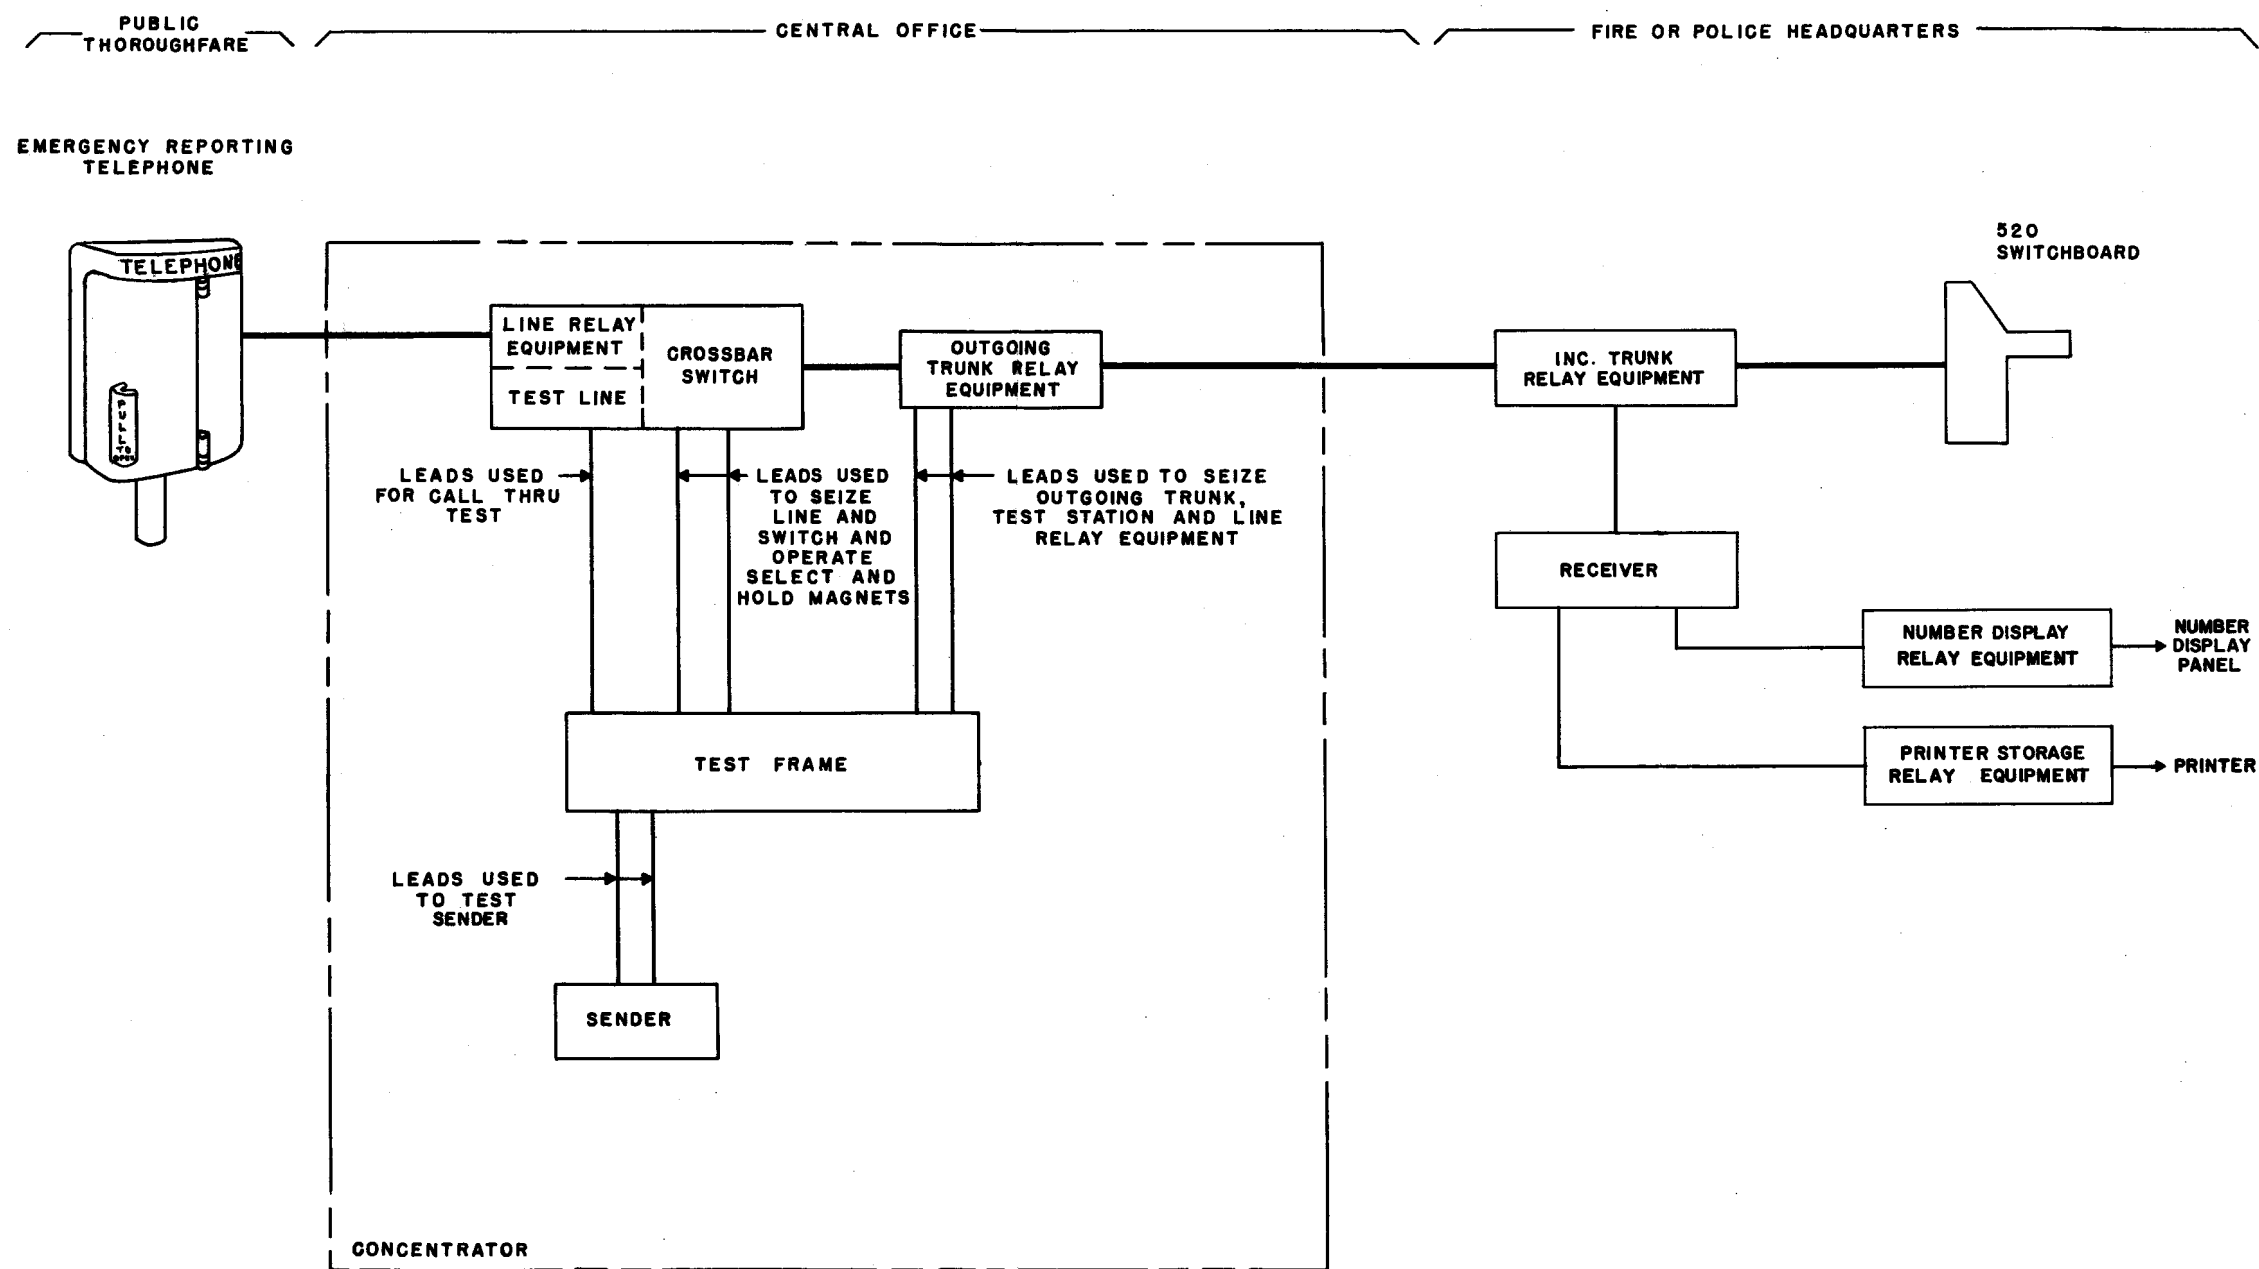 PUBLIC
THOROUGHFARE
CENTRAL OFFICE
FIRE OR POLICE HEADQUARTERS
EMERGENCY REPORTING
TELEPHONE
TELEPHONE
PULL
TO
OPEN
520
SWITCHBOARD
LINE RELAY
EQUIPMENT
TEST LINE
CROSSBAR
SWITCH
OUTGOING
TRUNK RELAY
EQUIPMENT
INC. TRUNK
RELAY EQUIPMENT
LEADS USED
FOR CALL THRU
TEST
LEADS USED
TO SEIZE
LINE AND
SWITCH AND
OPERATE
SELECT AND
HOLD MAGNETS
LEADS USED TO SEIZE
OUTGOING TRUNK,
TEST STATION AND LINE
RELAY EQUIPMENT
RECEIVER
NUMBER DISPLAY
RELAY EQUIPMENT
NUMBER
DISPLAY
PANEL
TEST FRAME
PRINTER STORAGE
RELAY EQUIPMENT
PRINTER
LEADS USED
TO TEST
SENDER
SENDER
CONCENTRATOR